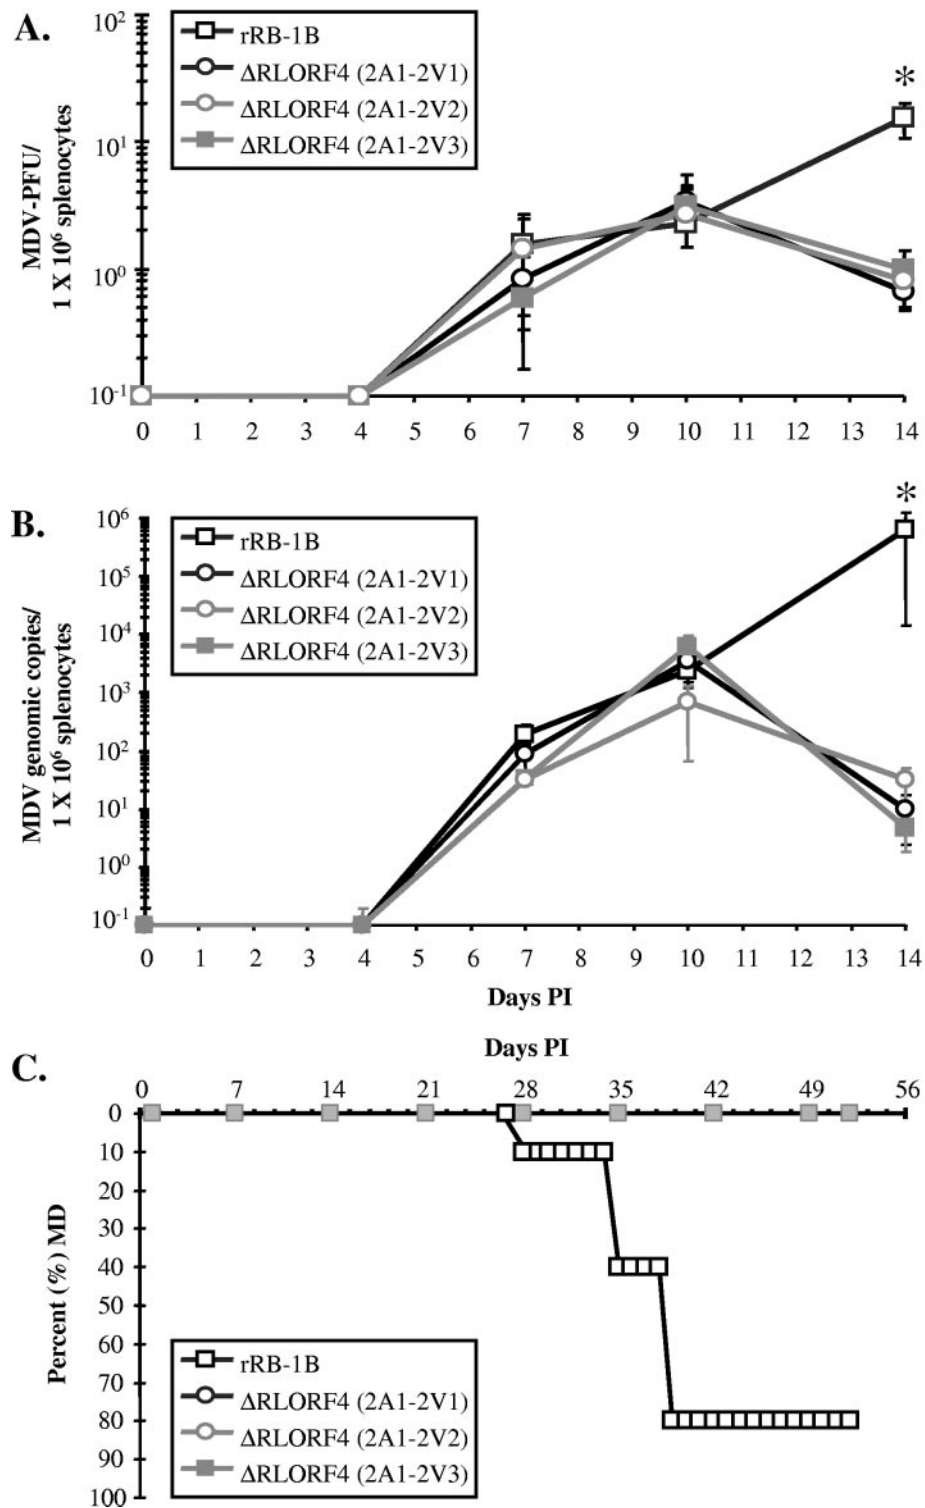 A.
MDV-PFU/
1 X 10⁶ splenocytes
10²
10¹
10⁰
10⁻¹
rRB-1B
ΔRLORF4 (2A1-2V1)
ΔRLORF4 (2A1-2V2)
ΔRLORF4 (2A1-2V3)
*
0 1 2 3 4 5 6 7 5 8 9 10 11 12 13 14
B.
MDV genomic copies/
1 X 10⁶ splenocytes
10⁶
10⁵
10⁴
10³
10²
10¹
10⁰
10⁻¹
rRB-1B
ΔRLORF4 (2A1-2V1)
ΔRLORF4 (2A1-2V2)
ΔRLORF4 (2A1-2V3)
*
0 1 2 3 4 5 6 7 5 8 9 10 11 12 13 14
Days PI
C.
Days PI
0 7 14 21 28 35 42 49 56
Percent (%) MD
0
10
20
30
40
50
60
70
80
90
100
rRB-1B
ΔRLORF4 (2A1-2V1)
ΔRLORF4 (2A1-2V2)
ΔRLORF4 (2A1-2V3)